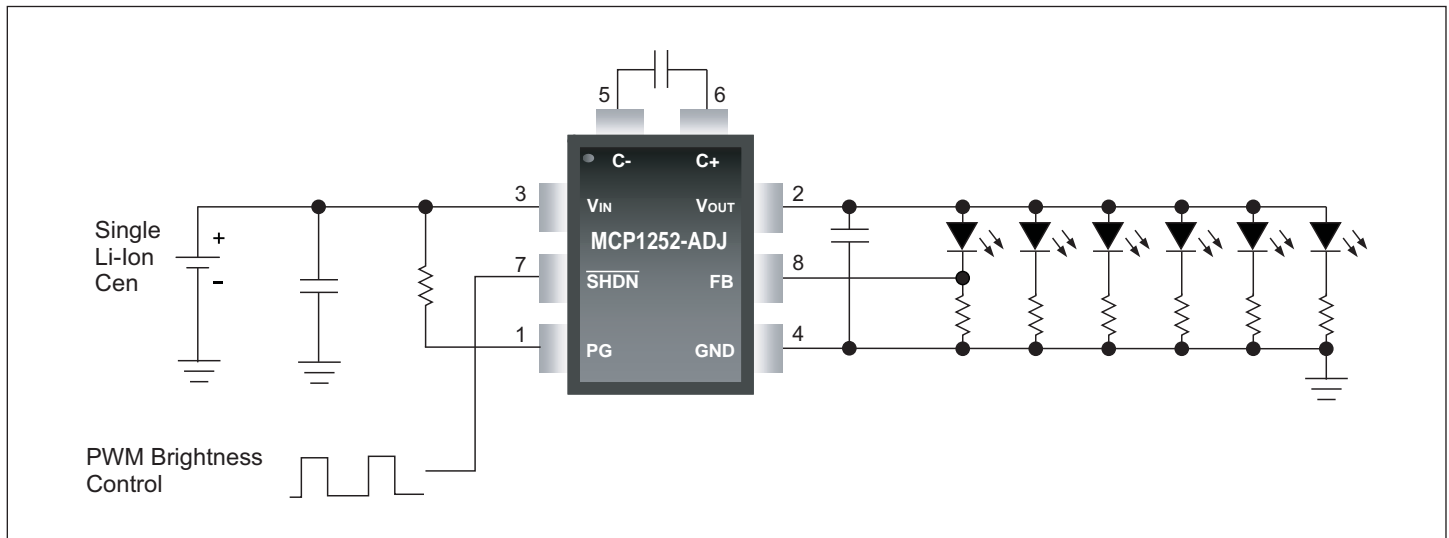 5 6
C- C+
3 VIN VOUT 2
MCP1252-ADJ
Single
Li-Ion
Cen
+
−
7 SHDN FB 8
1 PG GND 4
PWM Brightness
Control